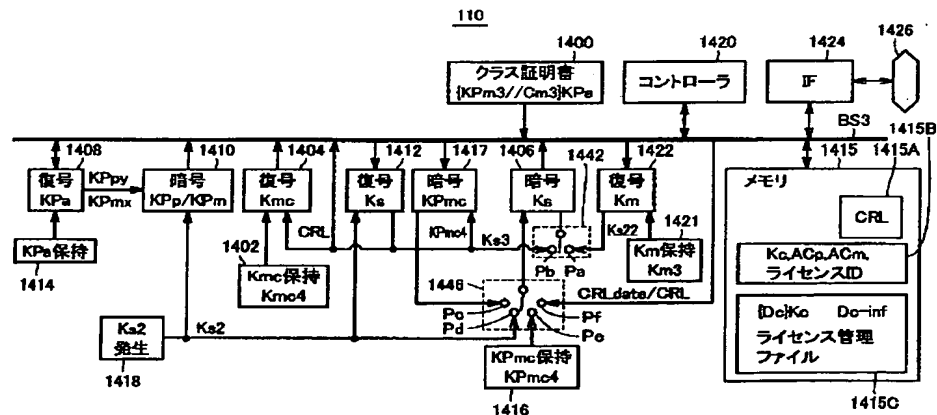 110
1400
クラス証明書
{KPm3//Cm3}KPa
1420
コントローラ
1424
IF
1426
BS3
1408
復号
KPa
KPpy
KPmx
1410
暗号
KPp/KPm
1404
復号
Kmc
1412
復号
Ks
1417
暗号
KPmc
1406
暗号
Ks
1442
1422
復号
Km
1415
1415A
1415B
メモリ
CRL
Kc,ACp,ACm,
ライセンスID
{Dc}Kc Dc-inf
ライセンス管理
ファイル
1415C
KPa保持
1414
1402
Kmc保持
Kmc4
CRL
KPmc4
Ks3
Pb
Pa
Ks22
1421
Km保持
Km3
1446
Pc
Pd
Pf
Pe
CRLdate/CRL
Ks2
Ks2
発生
1418
KPmc保持
KPmc4
1416